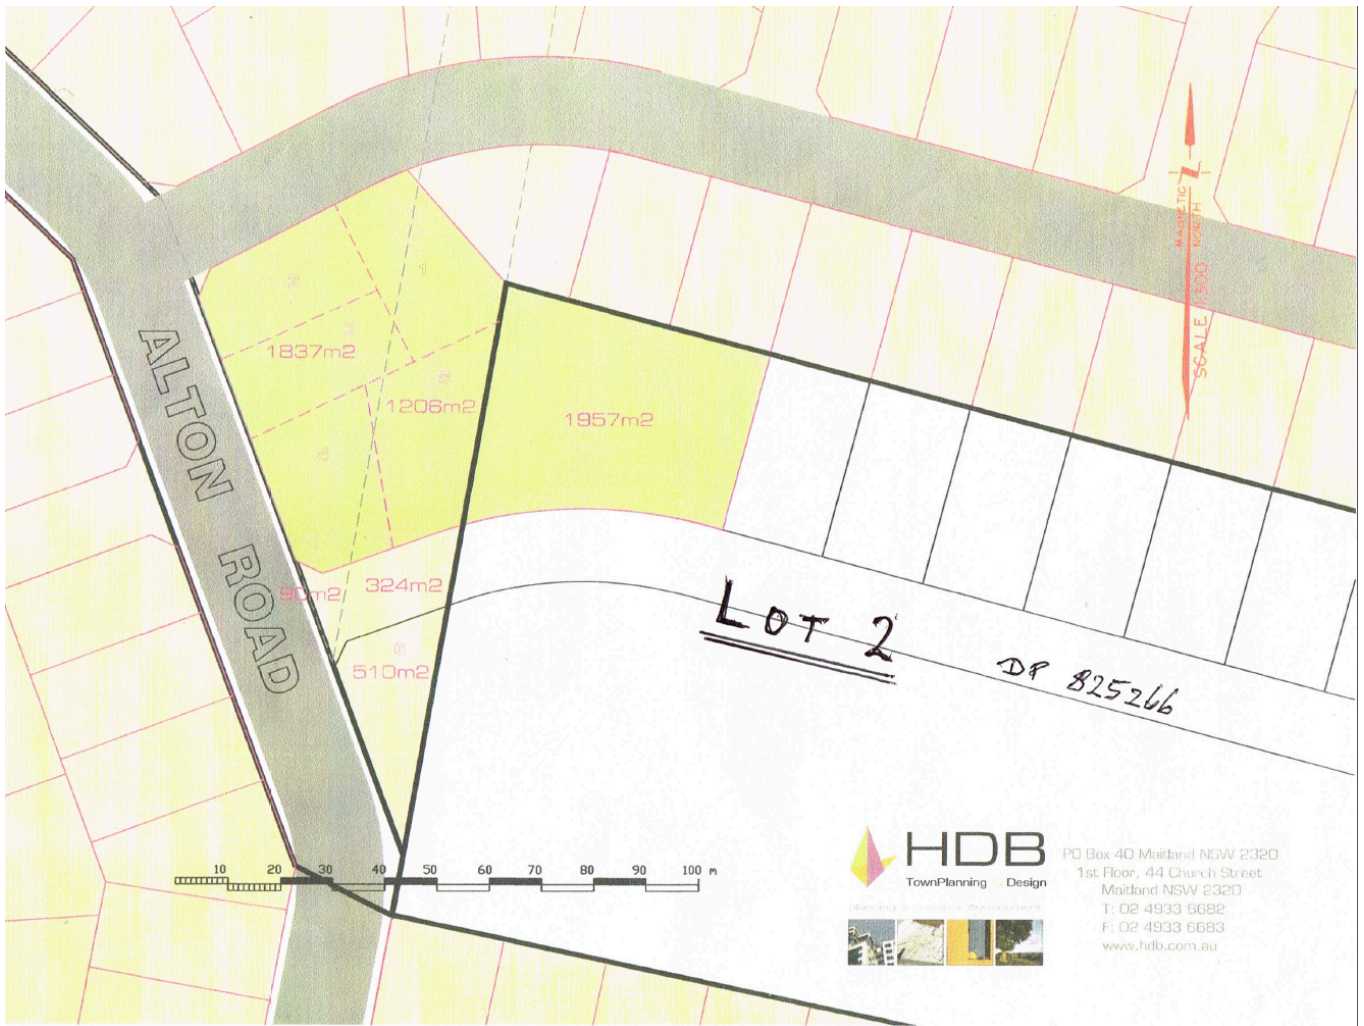 MAGNETIC
NORTH
SCALE 1:300
ALTON
ROAD
1837m2
1206m2
1957m2
90m2
324m2
510m2
LOT 2
DP 825266
10 20 30 40 50 60 70 80 90 100 m
HDB
TownPlanning Design
PO Box 40 Maitland NSW 2320
1st Floor, 44 Church Street
Maitland NSW 2320
T: 02 4933 6682
F: 02 4933 6683
www.hdb.com.au